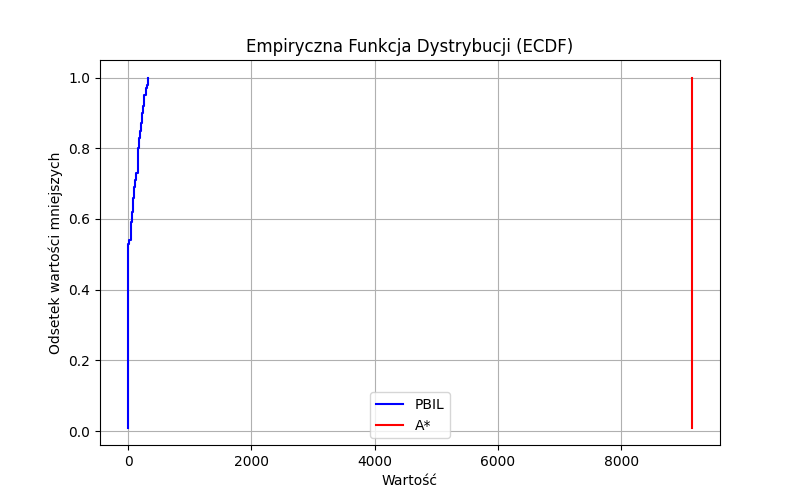 Empiryczna Funkcja Dystrybucji (ECDF)
Odsetek wartości mniejszych
1.0
0.8
0.6
0.4
0.2
0.0
PBIL
A*
0 2000 4000 6000 8000
Wartość